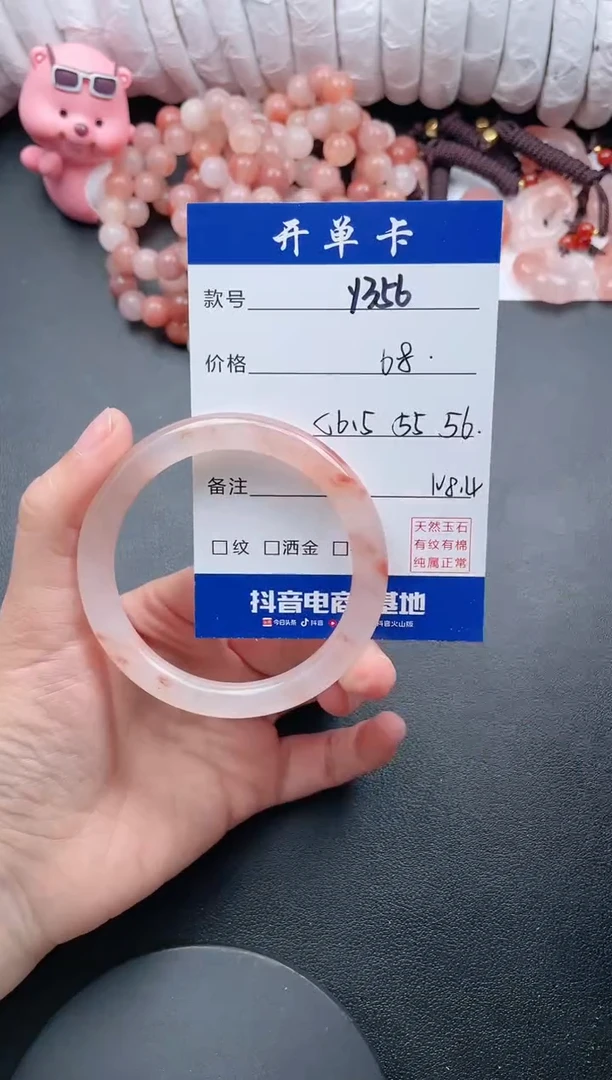 开单卡
款号 y356
价格 68.
<6.5 55 56.
备注 1V8.4
□纹 □洒金 □
天然玉石
有纹有棉
纯属正常
抖音电商基地
今日头条 抖音 抖音火山版